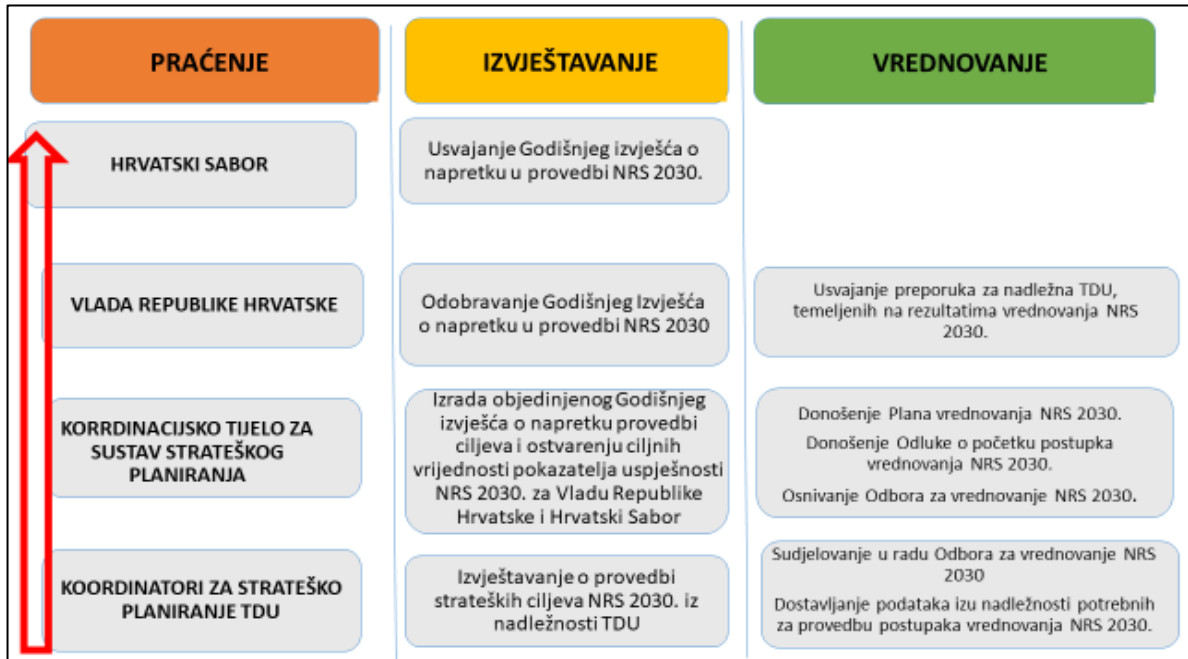 PRAĆENJE
IZVJEŠTAVANJE
VREDNOVANJE
HRVATSKI SABOR
Usvajanje Godišnjeg izvješća o
napretku u provedbi NRS 2030.
VLADA REPUBLIKE HRVATSKE
Odobravanje Godišnjeg Izvješća
o napretku u provedbi NRS 2030
Usvajanje preporuka za nadležna TDU,
temeljenih na rezultatima vrednovanja NRS
2030.
KORRDINACIJSKO TIJELO ZA
SUSTAV STRATEŠKOG
PLANIRANJA
Izrada objedinjenog Godišnjeg
izvješća o napretku provedbi
ciljeva i ostvarenju ciljnih
vrijednosti pokazatelja uspješnosti
NRS 2030. za Vladu Republike
Hrvatske i Hrvatski Sabor
Donošenje Plana vrednovanja NRS 2030.
Donošenje Odluke o početku postupka
vrednovanja NRS 2030.
Osnivanje Odbora za vrednovanje NRS 2030.
KOORDINATORI ZA STRATEŠKO
PLANIRANJE TDU
Izvještavanje o provedbi
strateških ciljeva NRS 2030. iz
nadležnosti TDU
Sudjelovanje u radu Odbora za vrednovanje NRS
2030
Dostavljanje podataka izu nadležnosti potrebnih
za provedbu postupaka vrednovanja NRS 2030.